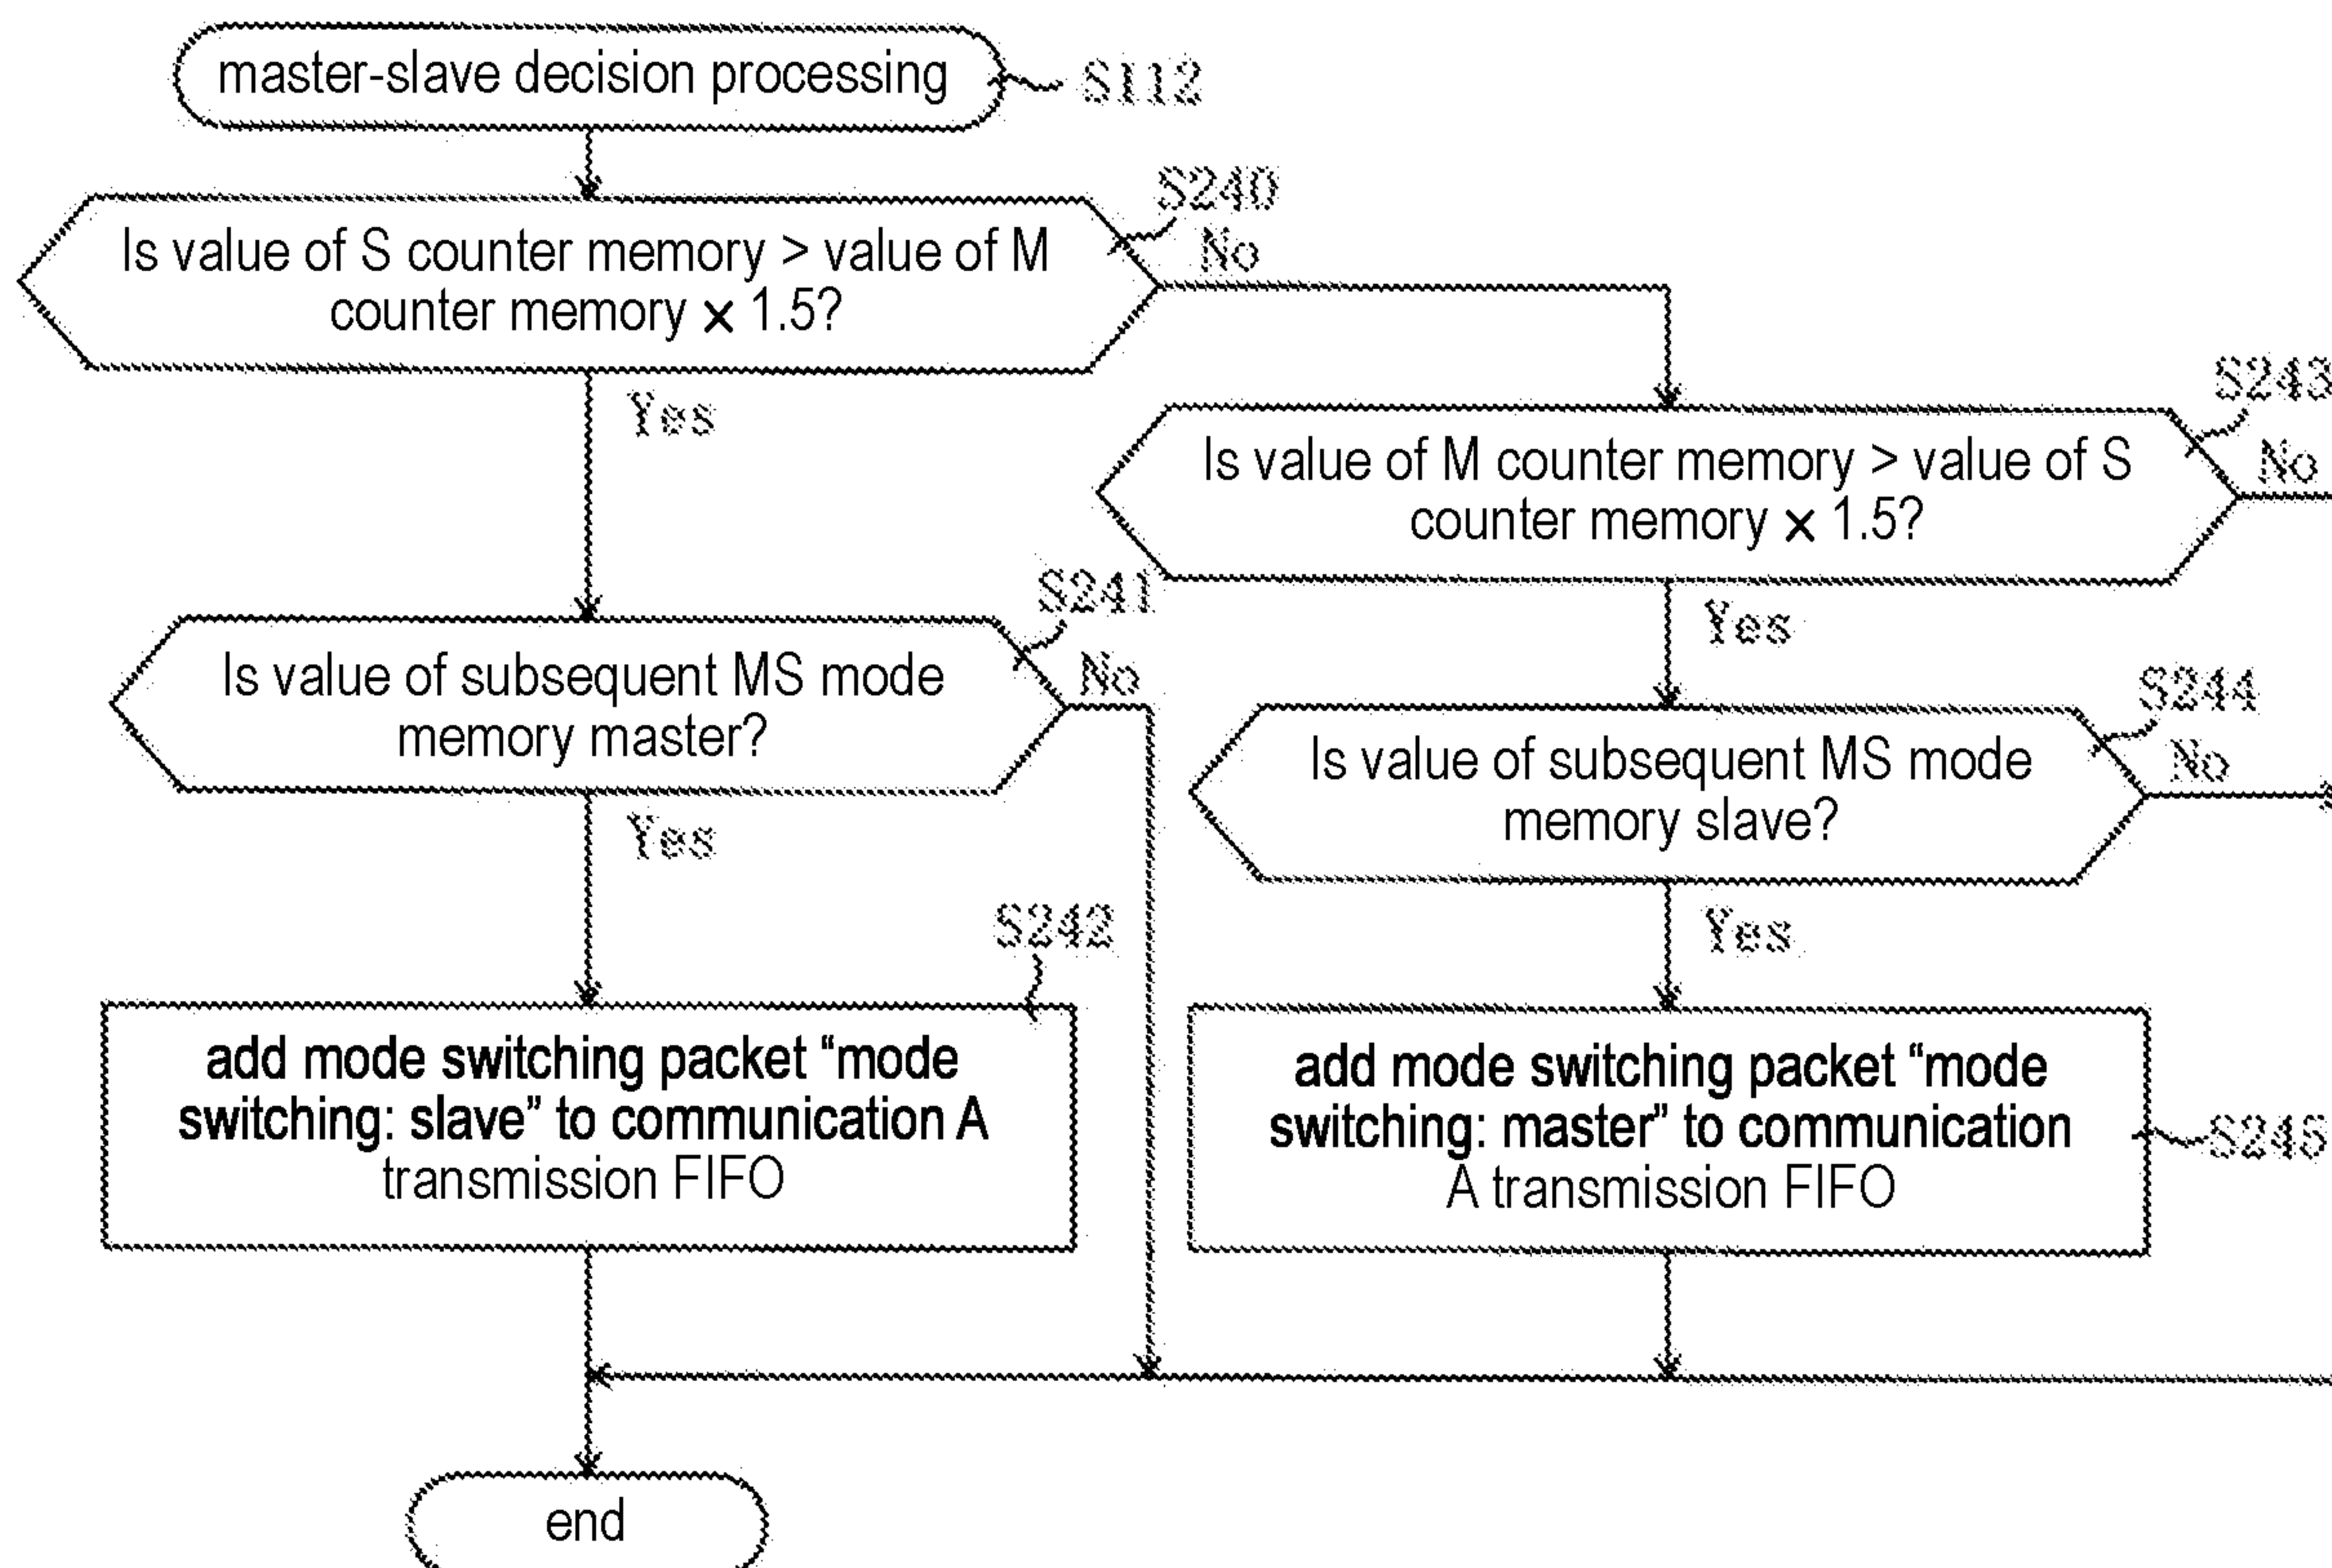 master-slave decision processing
S112
S240
No
Is value of S counter memory > value of M
counter memory × 1.5?
Yes
S243
No
Is value of M counter memory > value of S
counter memory × 1.5?
Yes
S241
No
Is value of subsequent MS mode
memory master?
Yes
S244
No
Is value of subsequent MS mode
memory slave?
Yes
S242
add mode switching packet “mode
switching: slave” to communication A
transmission FIFO
add mode switching packet “mode
switching: master” to communication
A transmission FIFO
S245
end